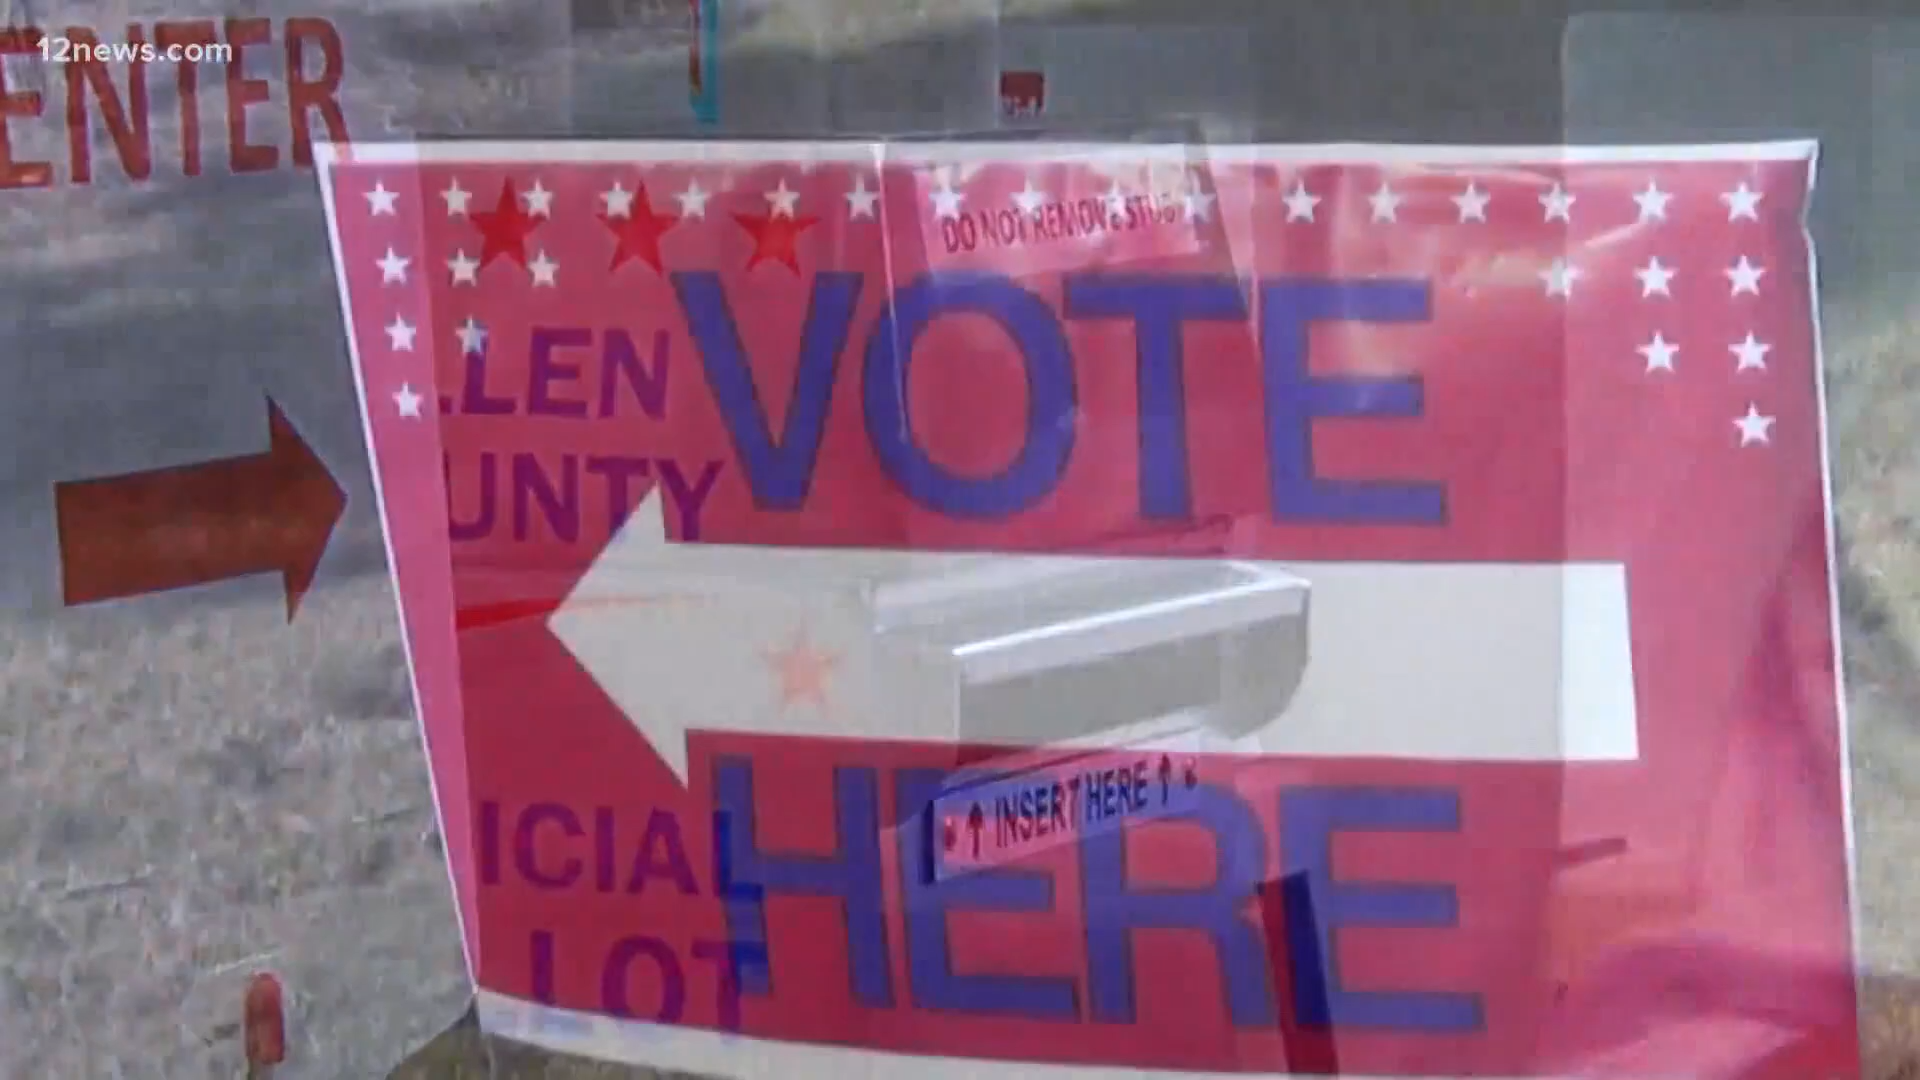 12news.com
ENTER
DO NOT REMOVE STUB
VOTE
LLEN
UNTY
INSERT HERE
HERE
ICIAL
LOT